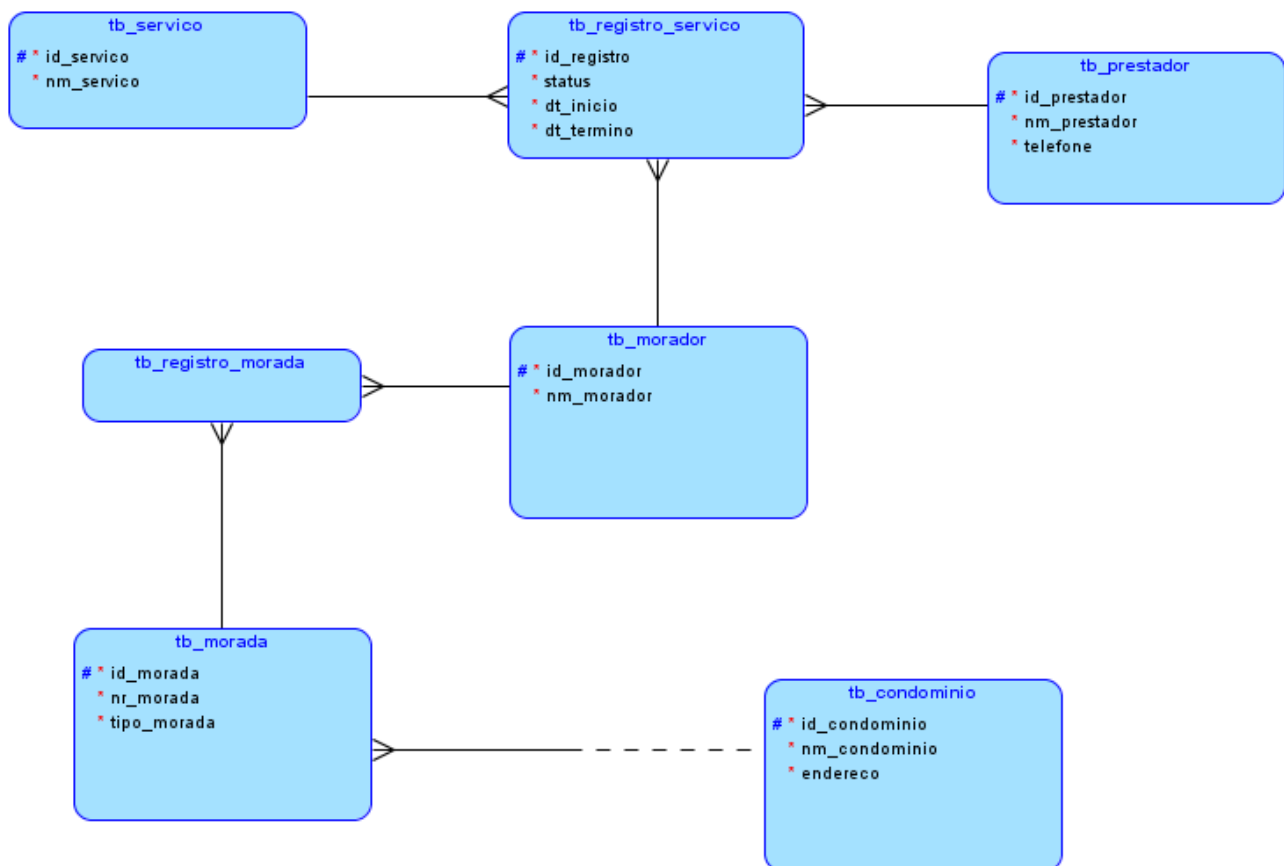 tb_servico
# * id_servico
* nm_servico
tb_registro_servico
# * id_registro
* status
* dt_inicio
* dt_termino
tb_prestador
# * id_prestador
* nm_prestador
* telefone
tb_registro_morada
tb_morador
# * id_morador
* nm_morador
tb_morada
# * id_morada
* nr_morada
* tipo_morada
tb_condominio
# * id_condominio
* nm_condominio
* endereco